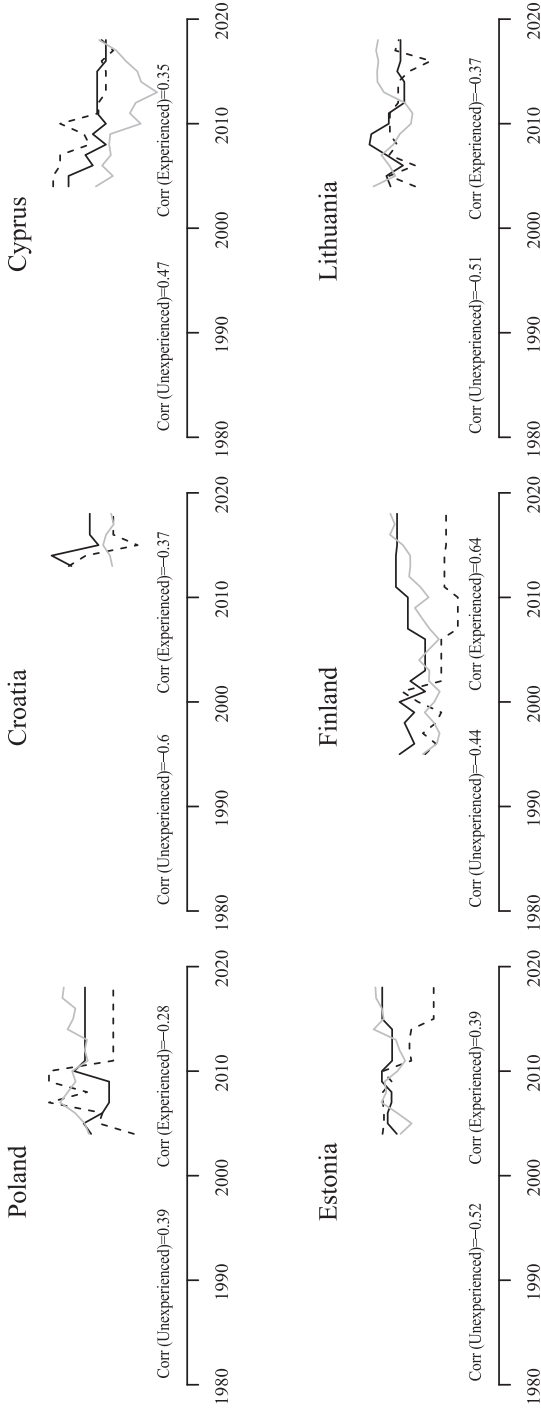 Poland
Corr (Unexperienced)=0.39 Corr (Experienced)=−0.28
1980 1990 2000 2010 2020
Croatia
Corr (Unexperienced)=−0.6 Corr (Experienced)=−0.37
1980 1990 2000 2010 2020
Cyprus
Corr (Unexperienced)=0.47 Corr (Experienced)=0.35
1980 1990 2000 2010 2020
Estonia
Corr (Unexperienced)=−0.52 Corr (Experienced)=0.39
1980 1990 2000 2010 2020
Finland
Corr (Unexperienced)=−0.44 Corr (Experienced)=0.64
1980 1990 2000 2010 2020
Lithuania
Corr (Unexperienced)=−0.51 Corr (Experienced)=−0.37
1980 1990 2000 2010 2020